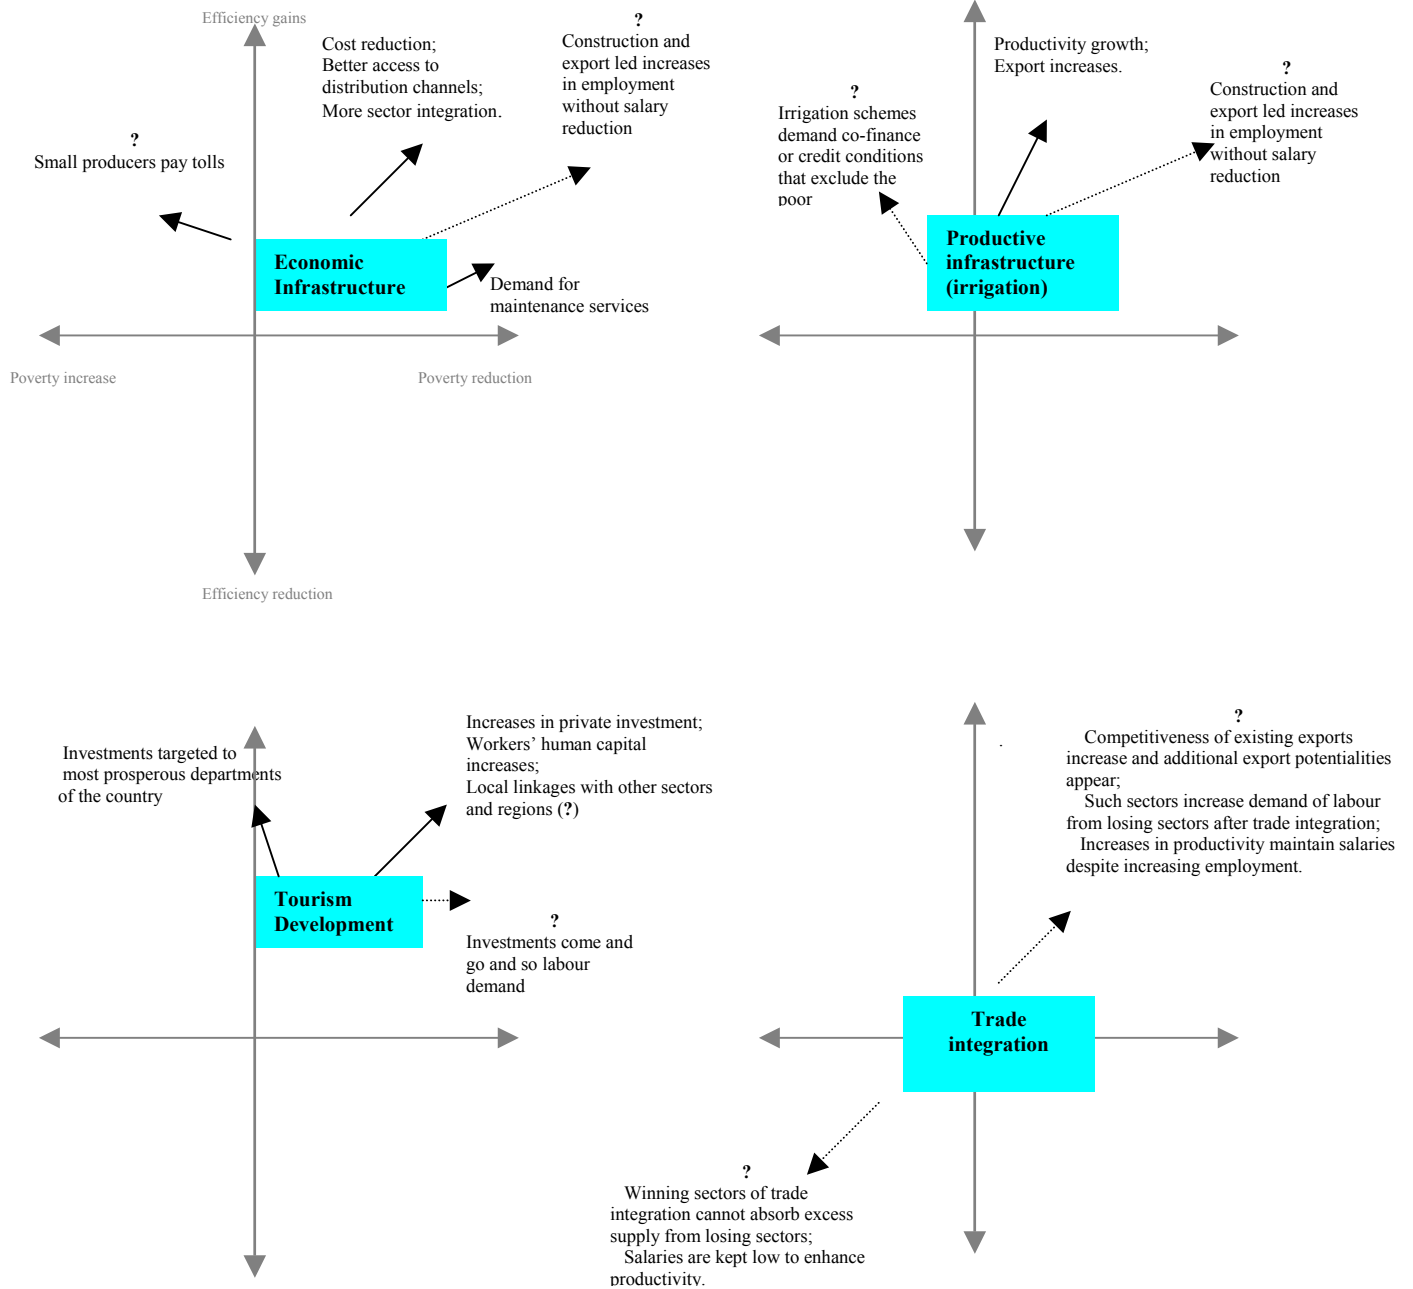 Efficiency gains
Cost reduction;
Better access to
distribution channels;
More sector integration.
?
Construction and
export led increases
in employment
without salary
reduction
?
Small producers pay tolls
Economic
Infrastructure
Demand for
maintenance services
Poverty increase
Poverty reduction
Efficiency reduction
Productivity growth;
Export increases.
?
Construction and
export led increases
in employment
without salary
reduction
?
Irrigation schemes
demand co-finance
or credit conditions
that exclude the
poor
Productive
infrastructure
(irrigation)
Investments targeted to
most prosperous departments
of the country
Increases in private investment;
Workers’ human capital
increases;
Local linkages with other sectors
and regions (?)
Tourism
Development
?
Investments come and
go and so labour
demand
.
?
Competitiveness of existing exports
increase and additional export potentialities
appear;
Such sectors increase demand of labour
from losing sectors after trade integration;
Increases in productivity maintain salaries
despite increasing employment.
Trade
integration
?
Winning sectors of trade
integration cannot absorb excess
supply from losing sectors;
Salaries are kept low to enhance
productivity.